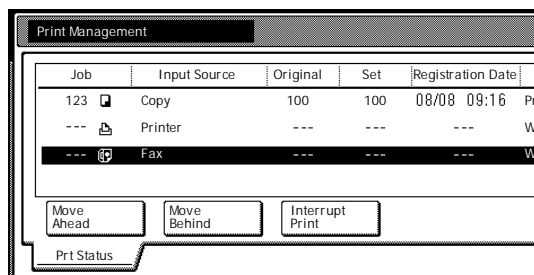 Print Management
Job Input Source Original Set Registration Date
123 Copy 100 100 08/08 09:16 P
--- Printer --- --- --- W
--- Fax --- --- --- W
Move Ahead Move Behind Interrupt Print
Prt Status